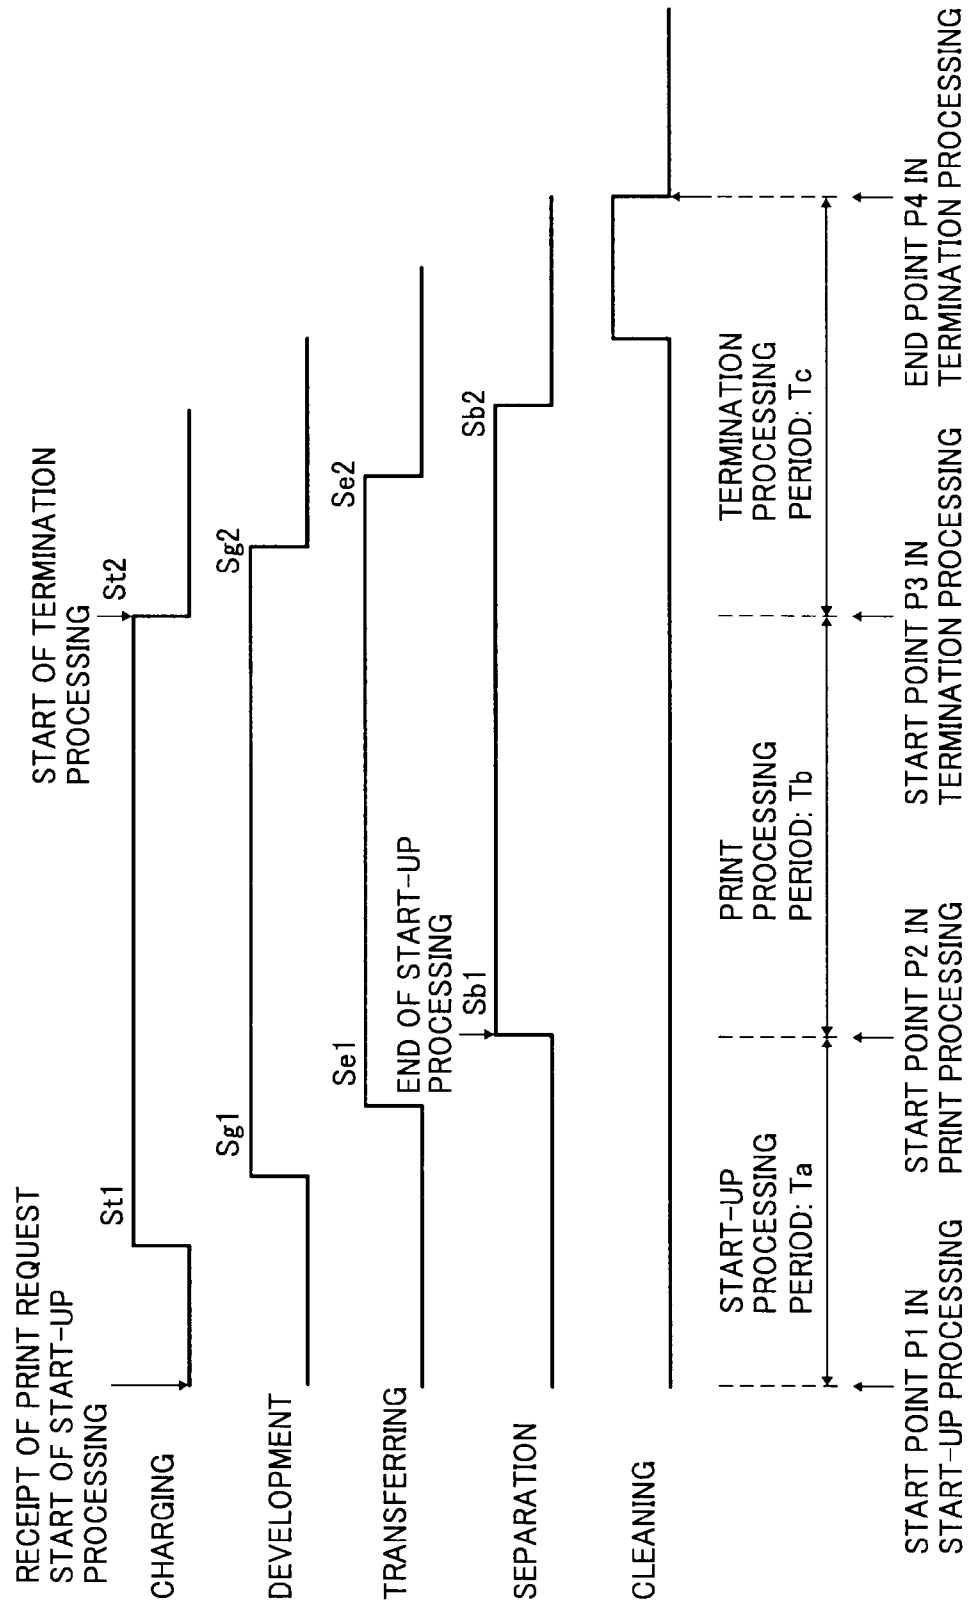 RECEIPT OF PRINT REQUEST
START OF START-UP
PROCESSING
START OF TERMINATION
PROCESSING
CHARGING
St1
St2
DEVELOPMENT
Sg1
Sg2
TRANSFERRING
Se1
Se2
END OF START-UP
PROCESSING
SEPARATION
Sb1
Sb2
CLEANING
START-UP
PROCESSING
PERIOD: Ta
PRINT
PROCESSING
PERIOD: Tb
TERMINATION
PROCESSING
PERIOD: Tc
START POINT P1 IN
START-UP PROCESSING
START POINT P2 IN
PRINT PROCESSING
START POINT P3 IN
TERMINATION PROCESSING
END POINT P4 IN
TERMINATION PROCESSING